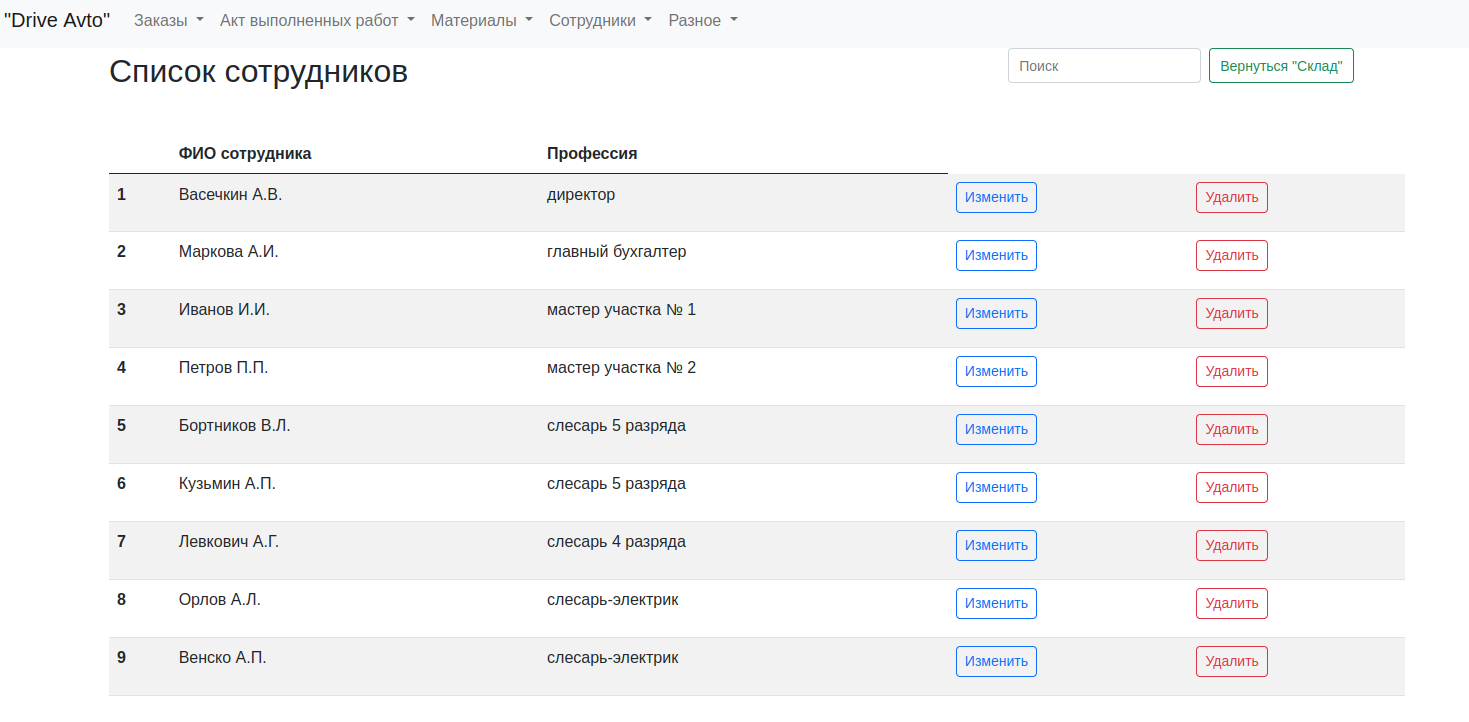 "Drive Avto" Заказы Акт выполненных работ Материалы Сотрудники Разное
Список сотрудников Поиск Вернуться "Склад"
ФИО сотрудника Профессия
1 Васечкин А.В. директор Изменить Удалить
2 Маркова А.И. главный бухгалтер Изменить Удалить
3 Иванов И.И. мастер участка № 1 Изменить Удалить
4 Петров П.П. мастер участка № 2 Изменить Удалить
5 Бортников В.Л. слесарь 5 разряда Изменить Удалить
6 Кузьмин А.П. слесарь 5 разряда Изменить Удалить
7 Левкович А.Г. слесарь 4 разряда Изменить Удалить
8 Орлов А.Л. слесарь-электрик Изменить Удалить
9 Венско А.П. слесарь-электрик Изменить Удалить